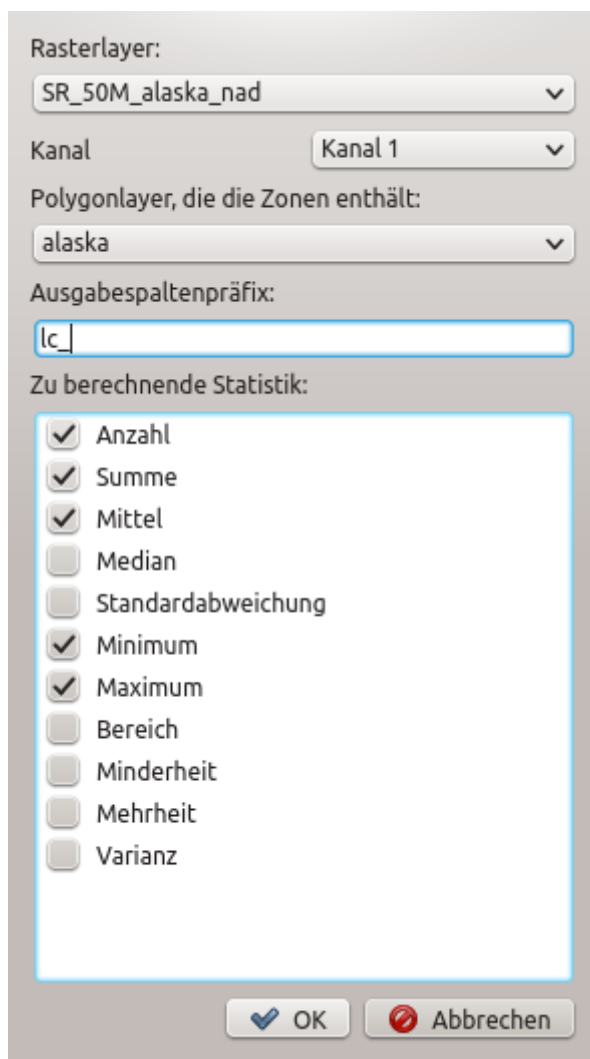 Rasterlayer:
SR_50M_alaska_nad
Kanal Kanal 1
Polygonlayer, die die Zonen enthält:
alaska
Ausgabespaltenpräfix:
lc_
Zu berechnende Statistik:
Anzahl
Summe
Mittel
Median
Standardabweichung
Minimum
Maximum
Bereich
Minderheit
Mehrheit
Varianz
OK Abbrechen